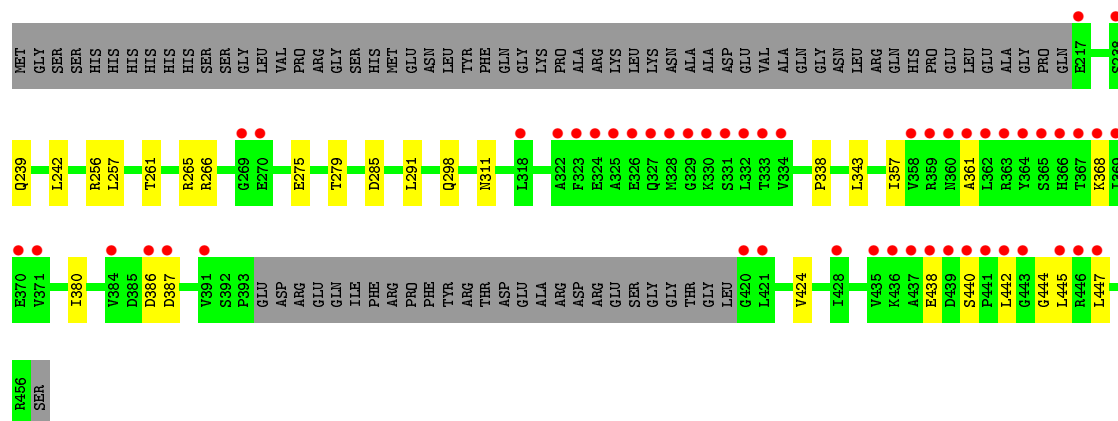 MET GLY SER SER HIS HIS HIS HIS HIS HIS SER SER GLY LEU VAL PRO ARG GLY SER HIS MET GLU ASN LEU TYR PHE GLN GLY LYS PRO ALA ARG LYS LEU LYS ASN ALA ALA ASP GLY VAL ALA GLN GLY ASN LEU ARG GLN HIS PRO GLU LEU GLU ALA GLY PRO GLN E217 S238
Q239 L242 R256 L257 T261 R265 R266 G269 E270 E275 T279 D285 L291 Q298 N311 L318 A322 F323 E324 A325 E326 Q327 M328 G329 K330 S331 L332 T333 V334 P338 L343 I357 V358 R359 N360 A361 L362 R363 Y364 S365 H366 T367 K368 I369
E370 V371 I380 V384 D385 D386 D387 V391 S392 P393 GLU ASP ARG GLU GLN ILE PHE ARG PRO PHE TYR ARG THR ASP GLU ALA ARG ASP ARG GLU SER GLY GLY THR GLY LEU G420 L421 V424 I428 V435 K436 A437 E438 D439 S440 P441 L442 G443 G444 L445 R446 L447
R456 SER